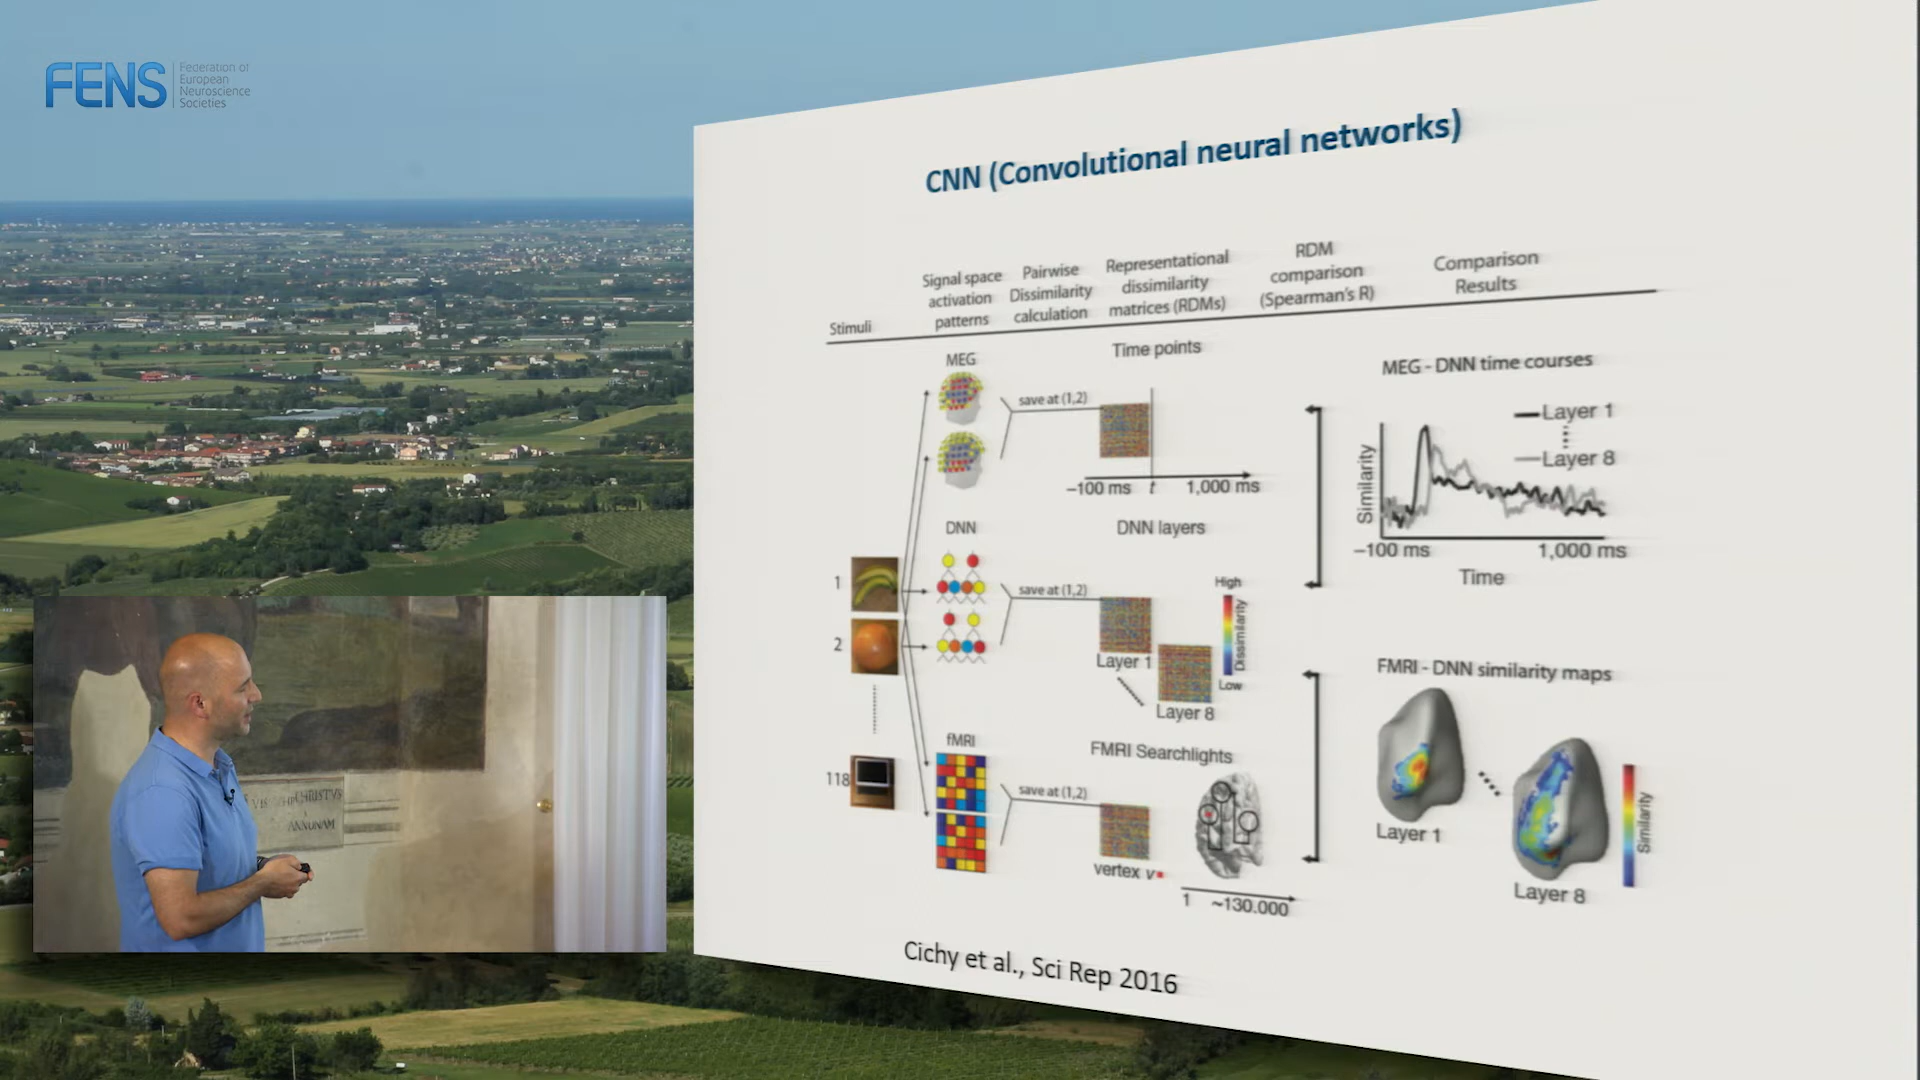 FENS
Federation of
European
Neuroscience
Societies
CNN (Convolutional neural networks)
Stimuli
Signal space
activation
patterns
Pairwise
Dissimilarity
calculation
Representational
dissimilarity
matrices (RDMs)
RDM
comparison
(Spearman's R)
Comparison
Results
MEG
save at (1,2)
Time points
–100 ms t 1,000 ms
MEG - DNN time courses
Layer 1
Layer 8
Similarity
–100 ms 1,000 ms
Time
DNN
save at (1,2)
DNN layers
Layer 1
Layer 8
High
Dissimilarity
Low
1
2
118
fMRI
save at (1,2)
FMRI Searchlights
vertex v
1 ~130.000
FMRI - DNN similarity maps
Layer 1
Layer 8
Similarity
Cichy et al., Sci Rep 2016
CHRISTVS
ANNONAM